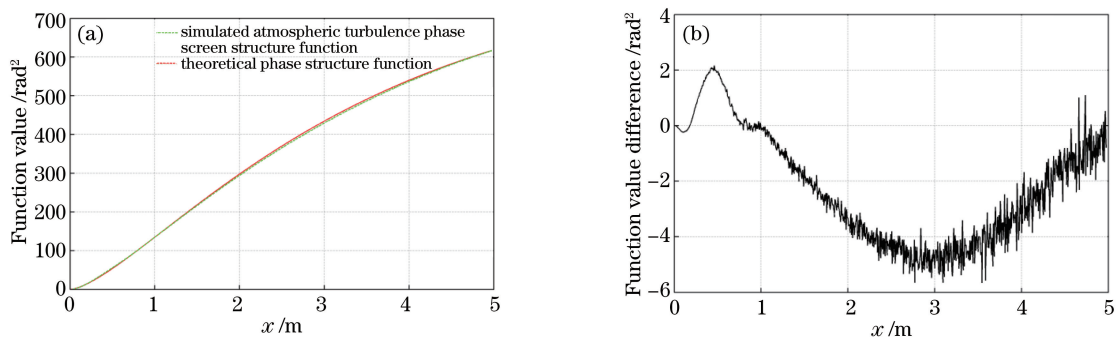 (a)
simulated atmospheric turbulence phase
screen structure function
theoretical phase structure function
Function value /rad²
700
600
500
400
300
200
100
0
0 1 2 3 4 5
x /m
(b)
Function value difference /rad²
4
2
0
−2
−4
−6
0 1 2 3 4 5
x /m